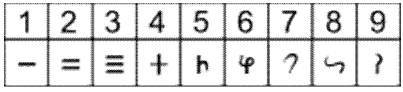 1 2 3 4 5 6 7 8 9
𑁒 𑁓 𑁔 𑁕 𑁖 𑁗 𑁘 𑁙 𑁚